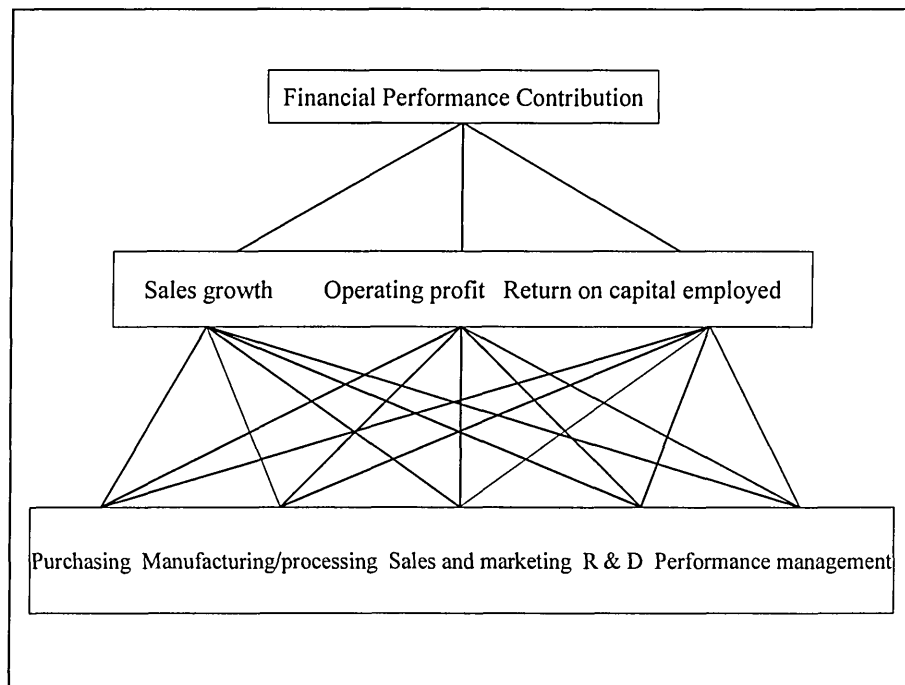 Financial Performance Contribution
Sales growth Operating profit Return on capital employed
Purchasing Manufacturing/processing Sales and marketing R & D Performance management